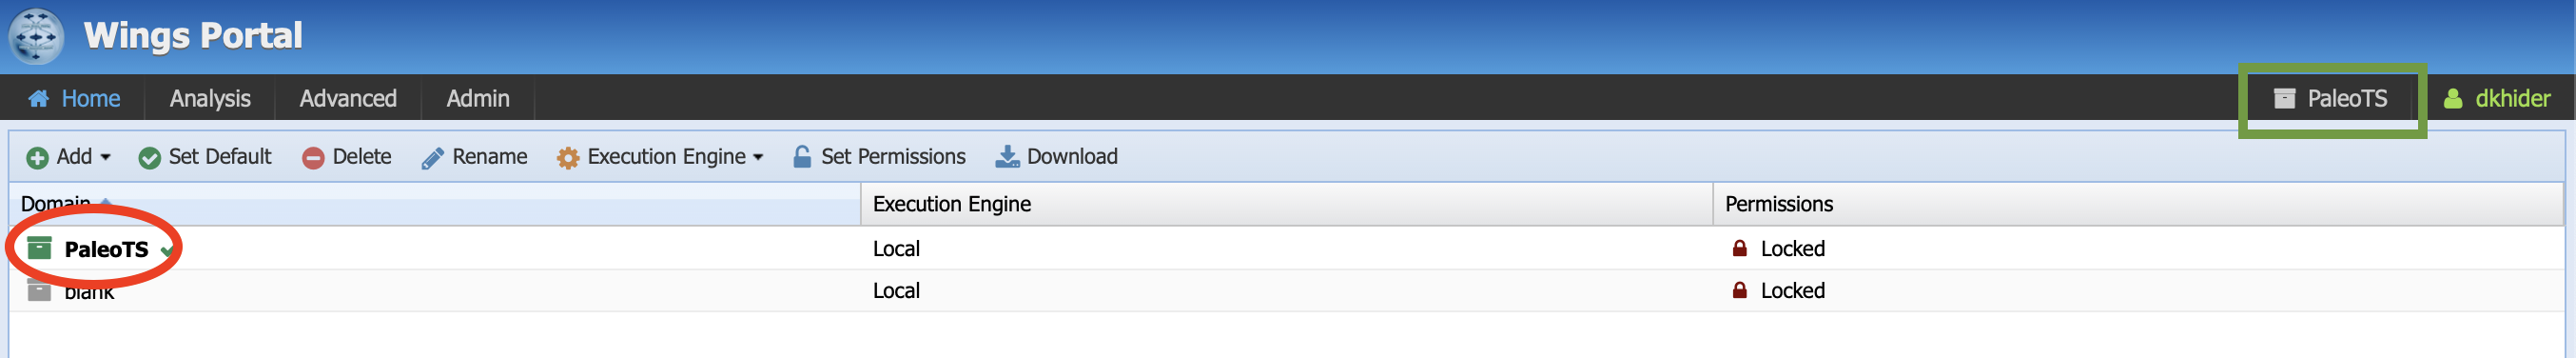 Wings Portal
Home Analysis Advanced Admin PaleoTS dkhider
Add Set Default Delete Rename Execution Engine Set Permissions Download
Domain Execution Engine Permissions
PaleoTS Local Locked
blank Local Locked